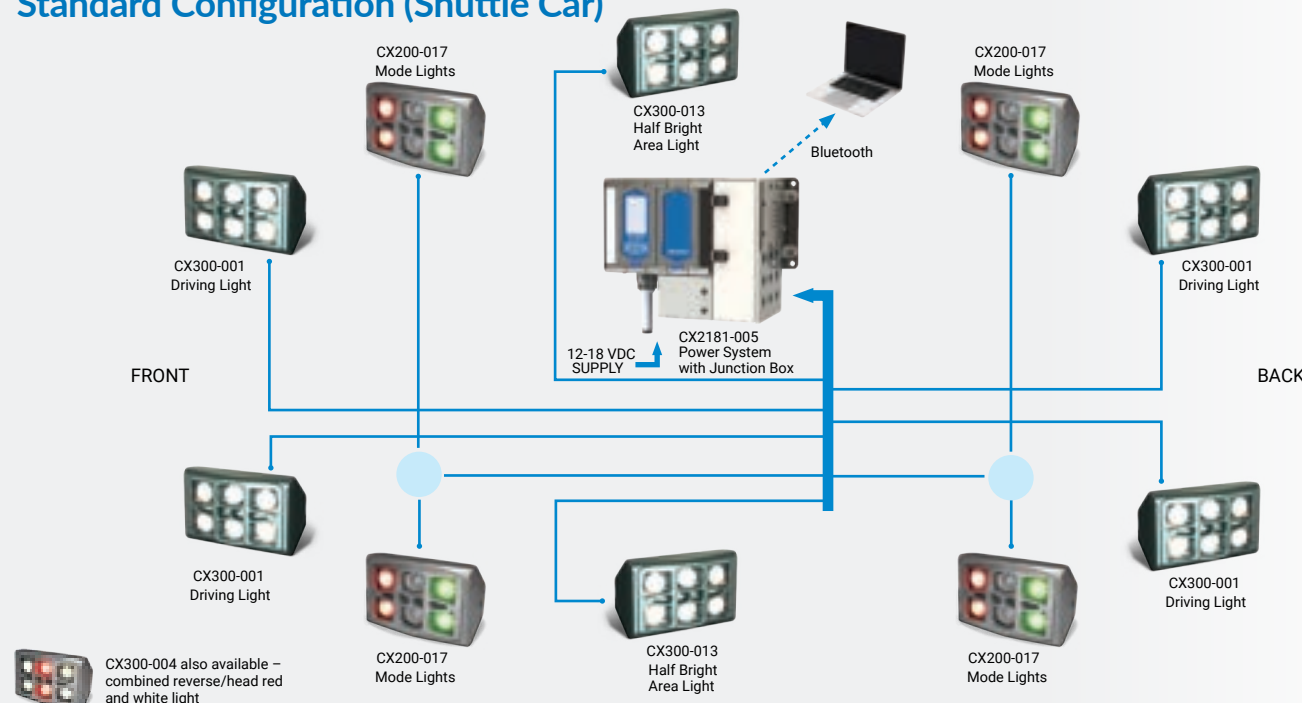 Standard Configuration (Shuttle Car)
CX200-017
Mode Lights
CX300-013
Half Bright
Area Light
Bluetooth
CX200-017
Mode Lights
CX300-001
Driving Light
CX300-001
Driving Light
12-18 VDC
SUPPLY
CX2181-005
Power System
with Junction Box
FRONT
BACK
CX300-001
Driving Light
CX300-001
Driving Light
CX200-017
Mode Lights
CX300-013
Half Bright
Area Light
CX200-017
Mode Lights
CX300-004 also available –
combined reverse/head red
and white light